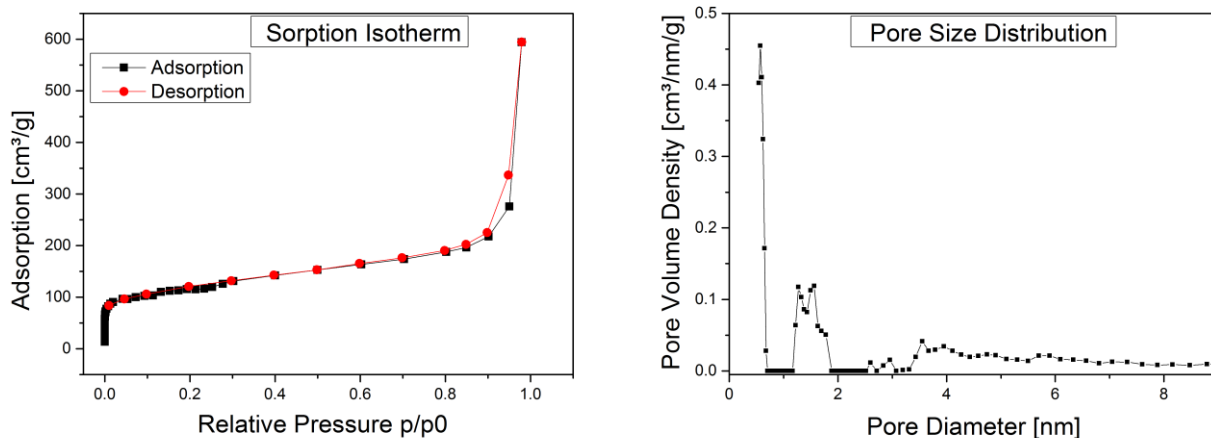 Sorption Isotherm
Adsorption
Desorption
600
500
400
300
200
100
0
Adsorption [cm³/g]
0.0 0.2 0.4 0.6 0.8 1.0
Relative Pressure p/p0
Pore Size Distribution
0.5
0.4
0.3
0.2
0.1
0.0
Pore Volume Density [cm³/nm/g]
0 2 4 6 8
Pore Diameter [nm]